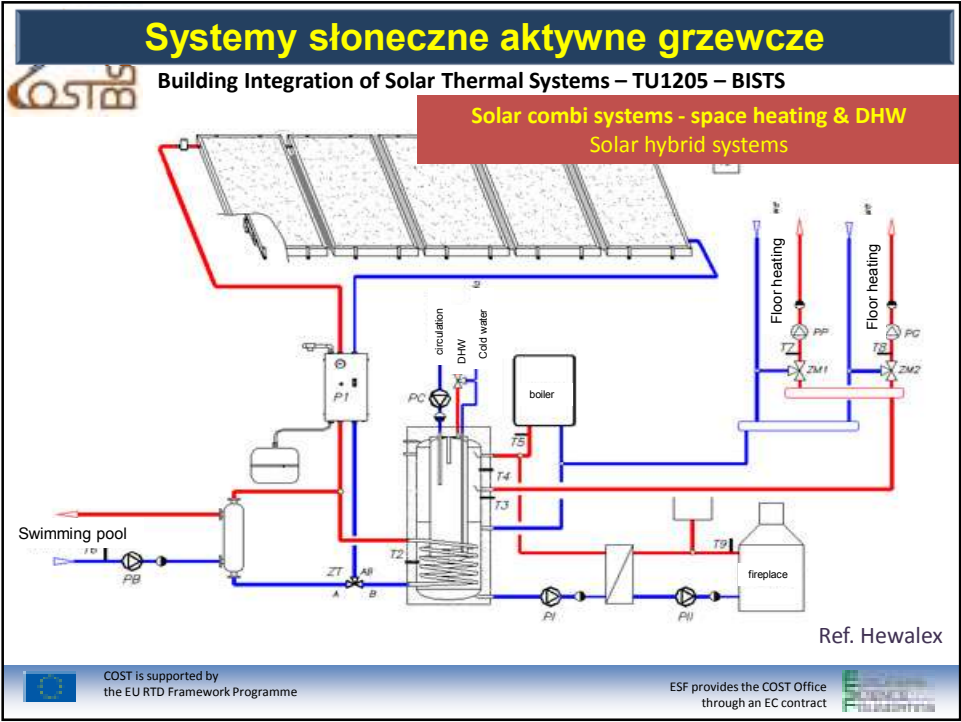 Systemy słoneczne aktywne grzewcze
COST
Building Integration of Solar Thermal Systems – TU1205 – BISTS
Solar combi systems - space heating & DHW
Solar hybrid systems
Floor heating
Floor heating
circulation
DHW
Cold water
PP
PG
T7
T8
ZM1
ZM2
P1
PC
boiler
T5
T4
T3
T2
Swimming pool
T6
PB
ZT
AB
A
B
T9
fireplace
PI
PII
Ref. Hewalex
COST is supported by
the EU RTD Framework Programme
ESF provides the COST Office
through an EC contract